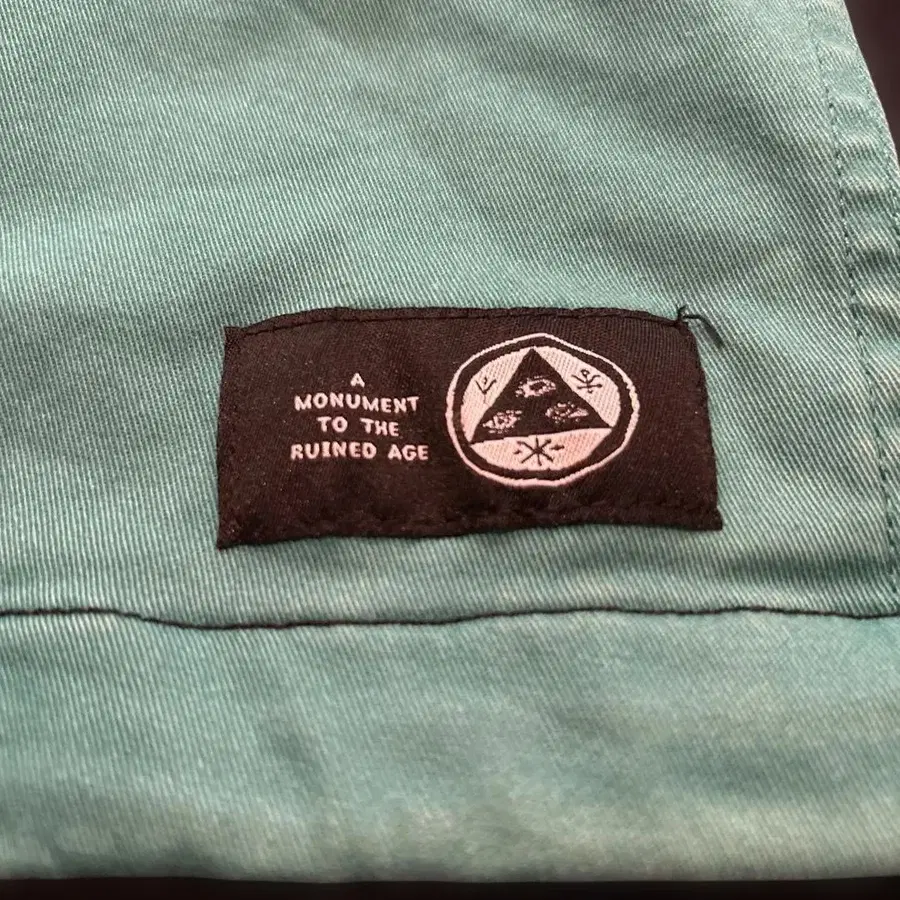 A
MONUMENT
TO THE
RUINED AGE